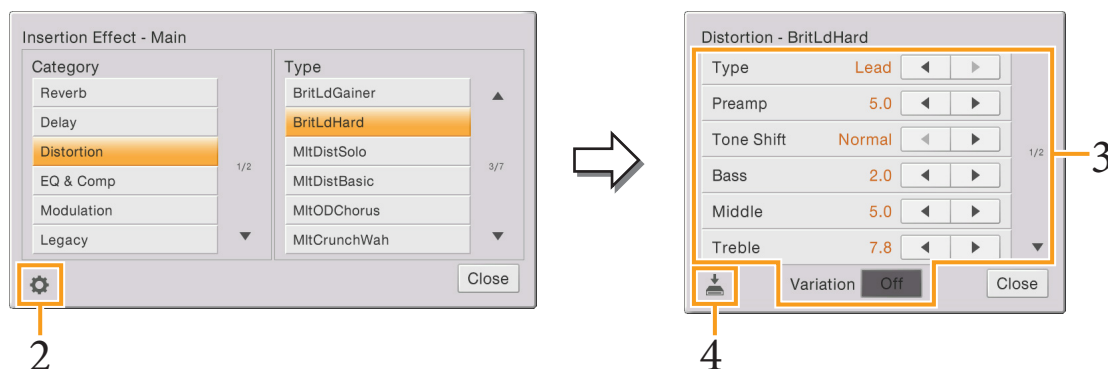 Insertion Effect - Main
Category
Reverb
Delay
Distortion
EQ & Comp
Modulation
Legacy
1/2
Type
BritLdGainer
BritLdHard
MltDistSolo
MltDistBasic
MltODChorus
MltCrunchWah
3/7
Close
2
Distortion - BritLdHard
Type Lead
Preamp 5.0
Tone Shift Normal
Bass 2.0
Middle 5.0
Treble 7.8
1/2
3
Variation Off
Close
4